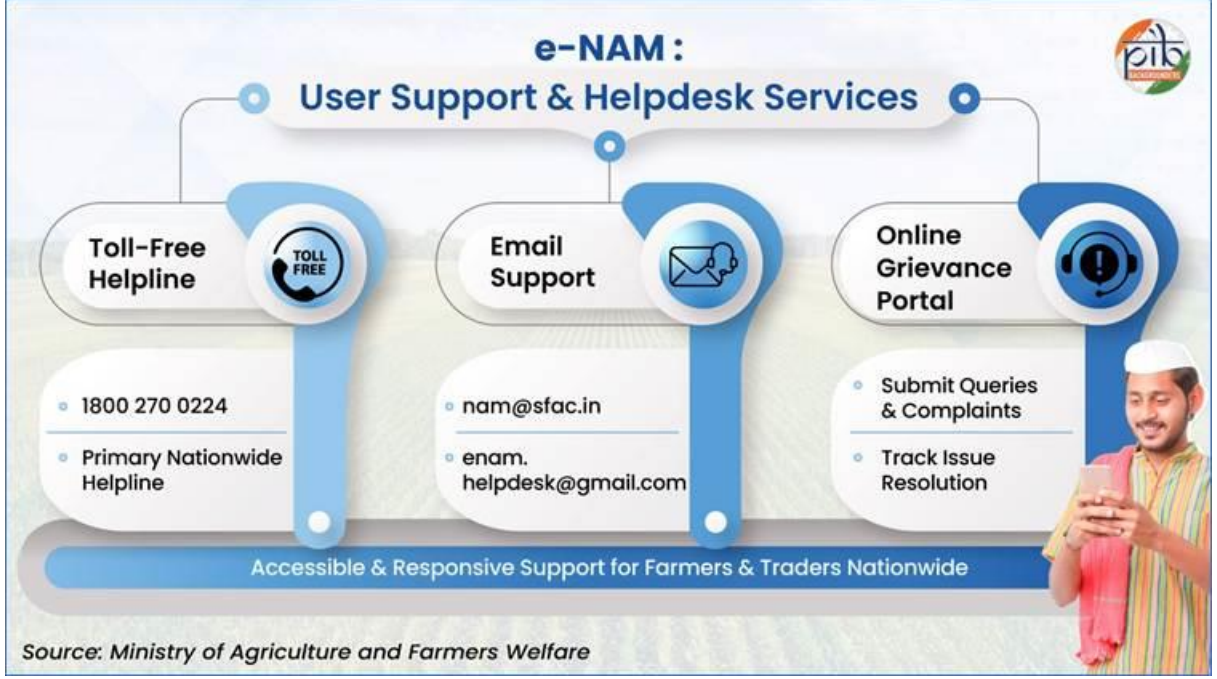 e-NAM :
User Support & Helpdesk Services
pib
BACKGROUNDERS
Toll-Free
Helpline
TOLL
FREE
1800 270 0224
Primary Nationwide
Helpline
Email
Support
nam@sfac.in
enam.
helpdesk@gmail.com
Online
Grievance
Portal
Submit Queries
& Complaints
Track Issue
Resolution
Accessible & Responsive Support for Farmers & Traders Nationwide
Source: Ministry of Agriculture and Farmers Welfare